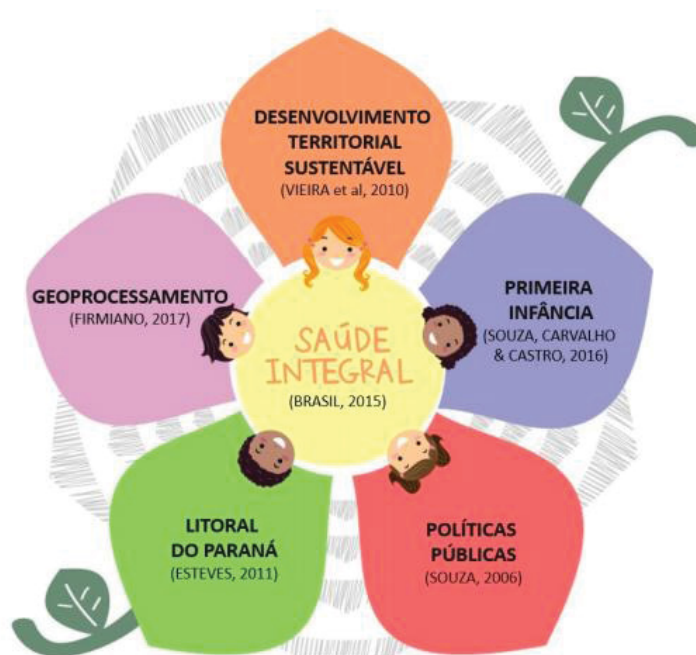 DESENVOLVIMENTO
TERRITORIAL
SUSTENTÁVEL
(VIEIRA et al, 2010)
GEOPROCESSAMENTO
(FIRMIANO, 2017)
PRIMEIRA
INFÂNCIA
(SOUZA, CARVALHO
& CASTRO, 2016)
SAÚDE
INTEGRAL
(BRASIL, 2015)
LITORAL
DO PARANÁ
(ESTEVES, 2011)
POLÍTICAS
PÚBLICAS
(SOUZA, 2006)